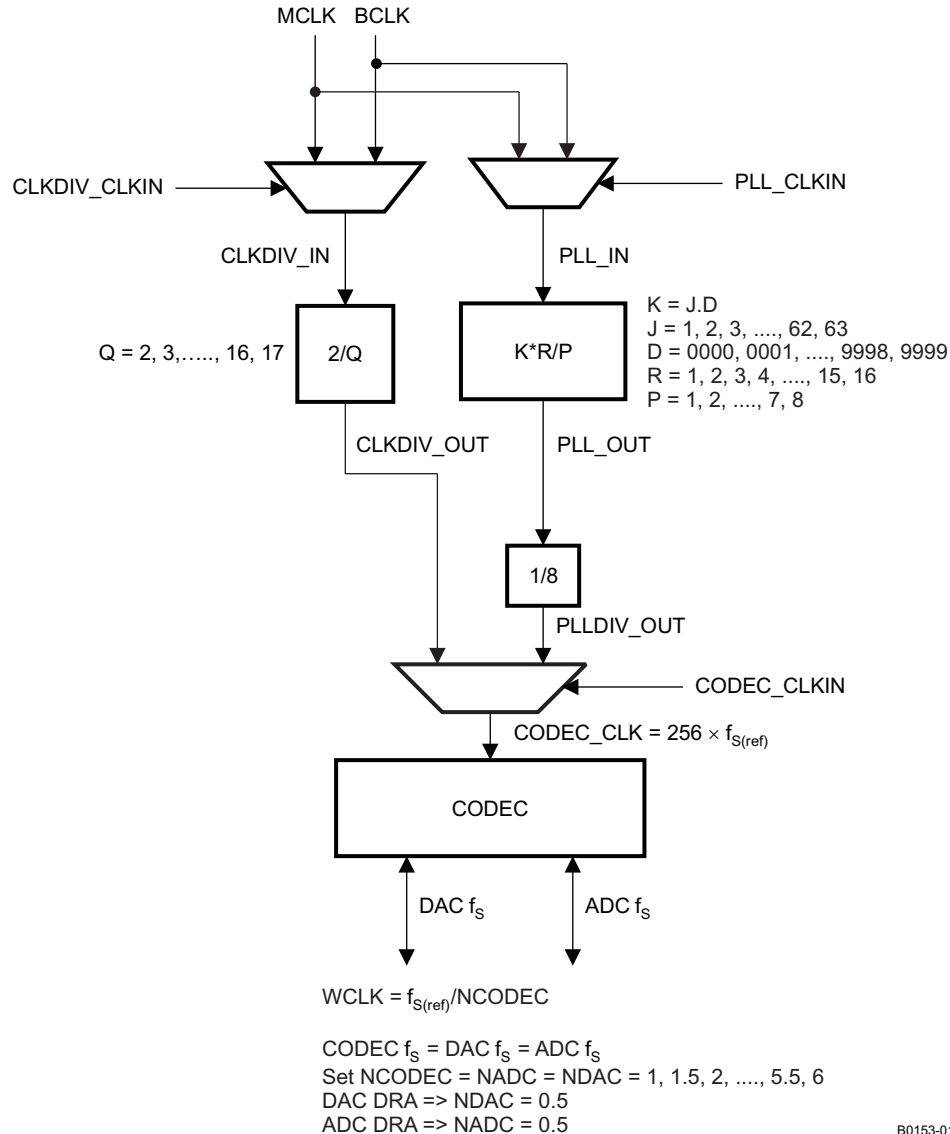 MCLK BCLK
CLKDIV_CLKIN
PLL_CLKIN
CLKDIV_IN
PLL_IN
K = J.D
J = 1, 2, 3, ...., 62, 63
D = 0000, 0001, ...., 9998, 9999
R = 1, 2, 3, 4, ...., 15, 16
P = 1, 2, ...., 7, 8
Q = 2, 3,....., 16, 17
2/Q
K*R/P
CLKDIV_OUT
PLL_OUT
1/8
PLLDIV_OUT
CODEC_CLKIN
CODEC_CLK = 256 × fS(ref)
CODEC
DAC fS
ADC fS
WCLK = fS(ref)/NCODEC
CODEC fS = DAC fS = ADC fS
Set NCODEC = NADC = NDAC = 1, 1.5, 2, ...., 5.5, 6
DAC DRA => NDAC = 0.5
ADC DRA => NADC = 0.5